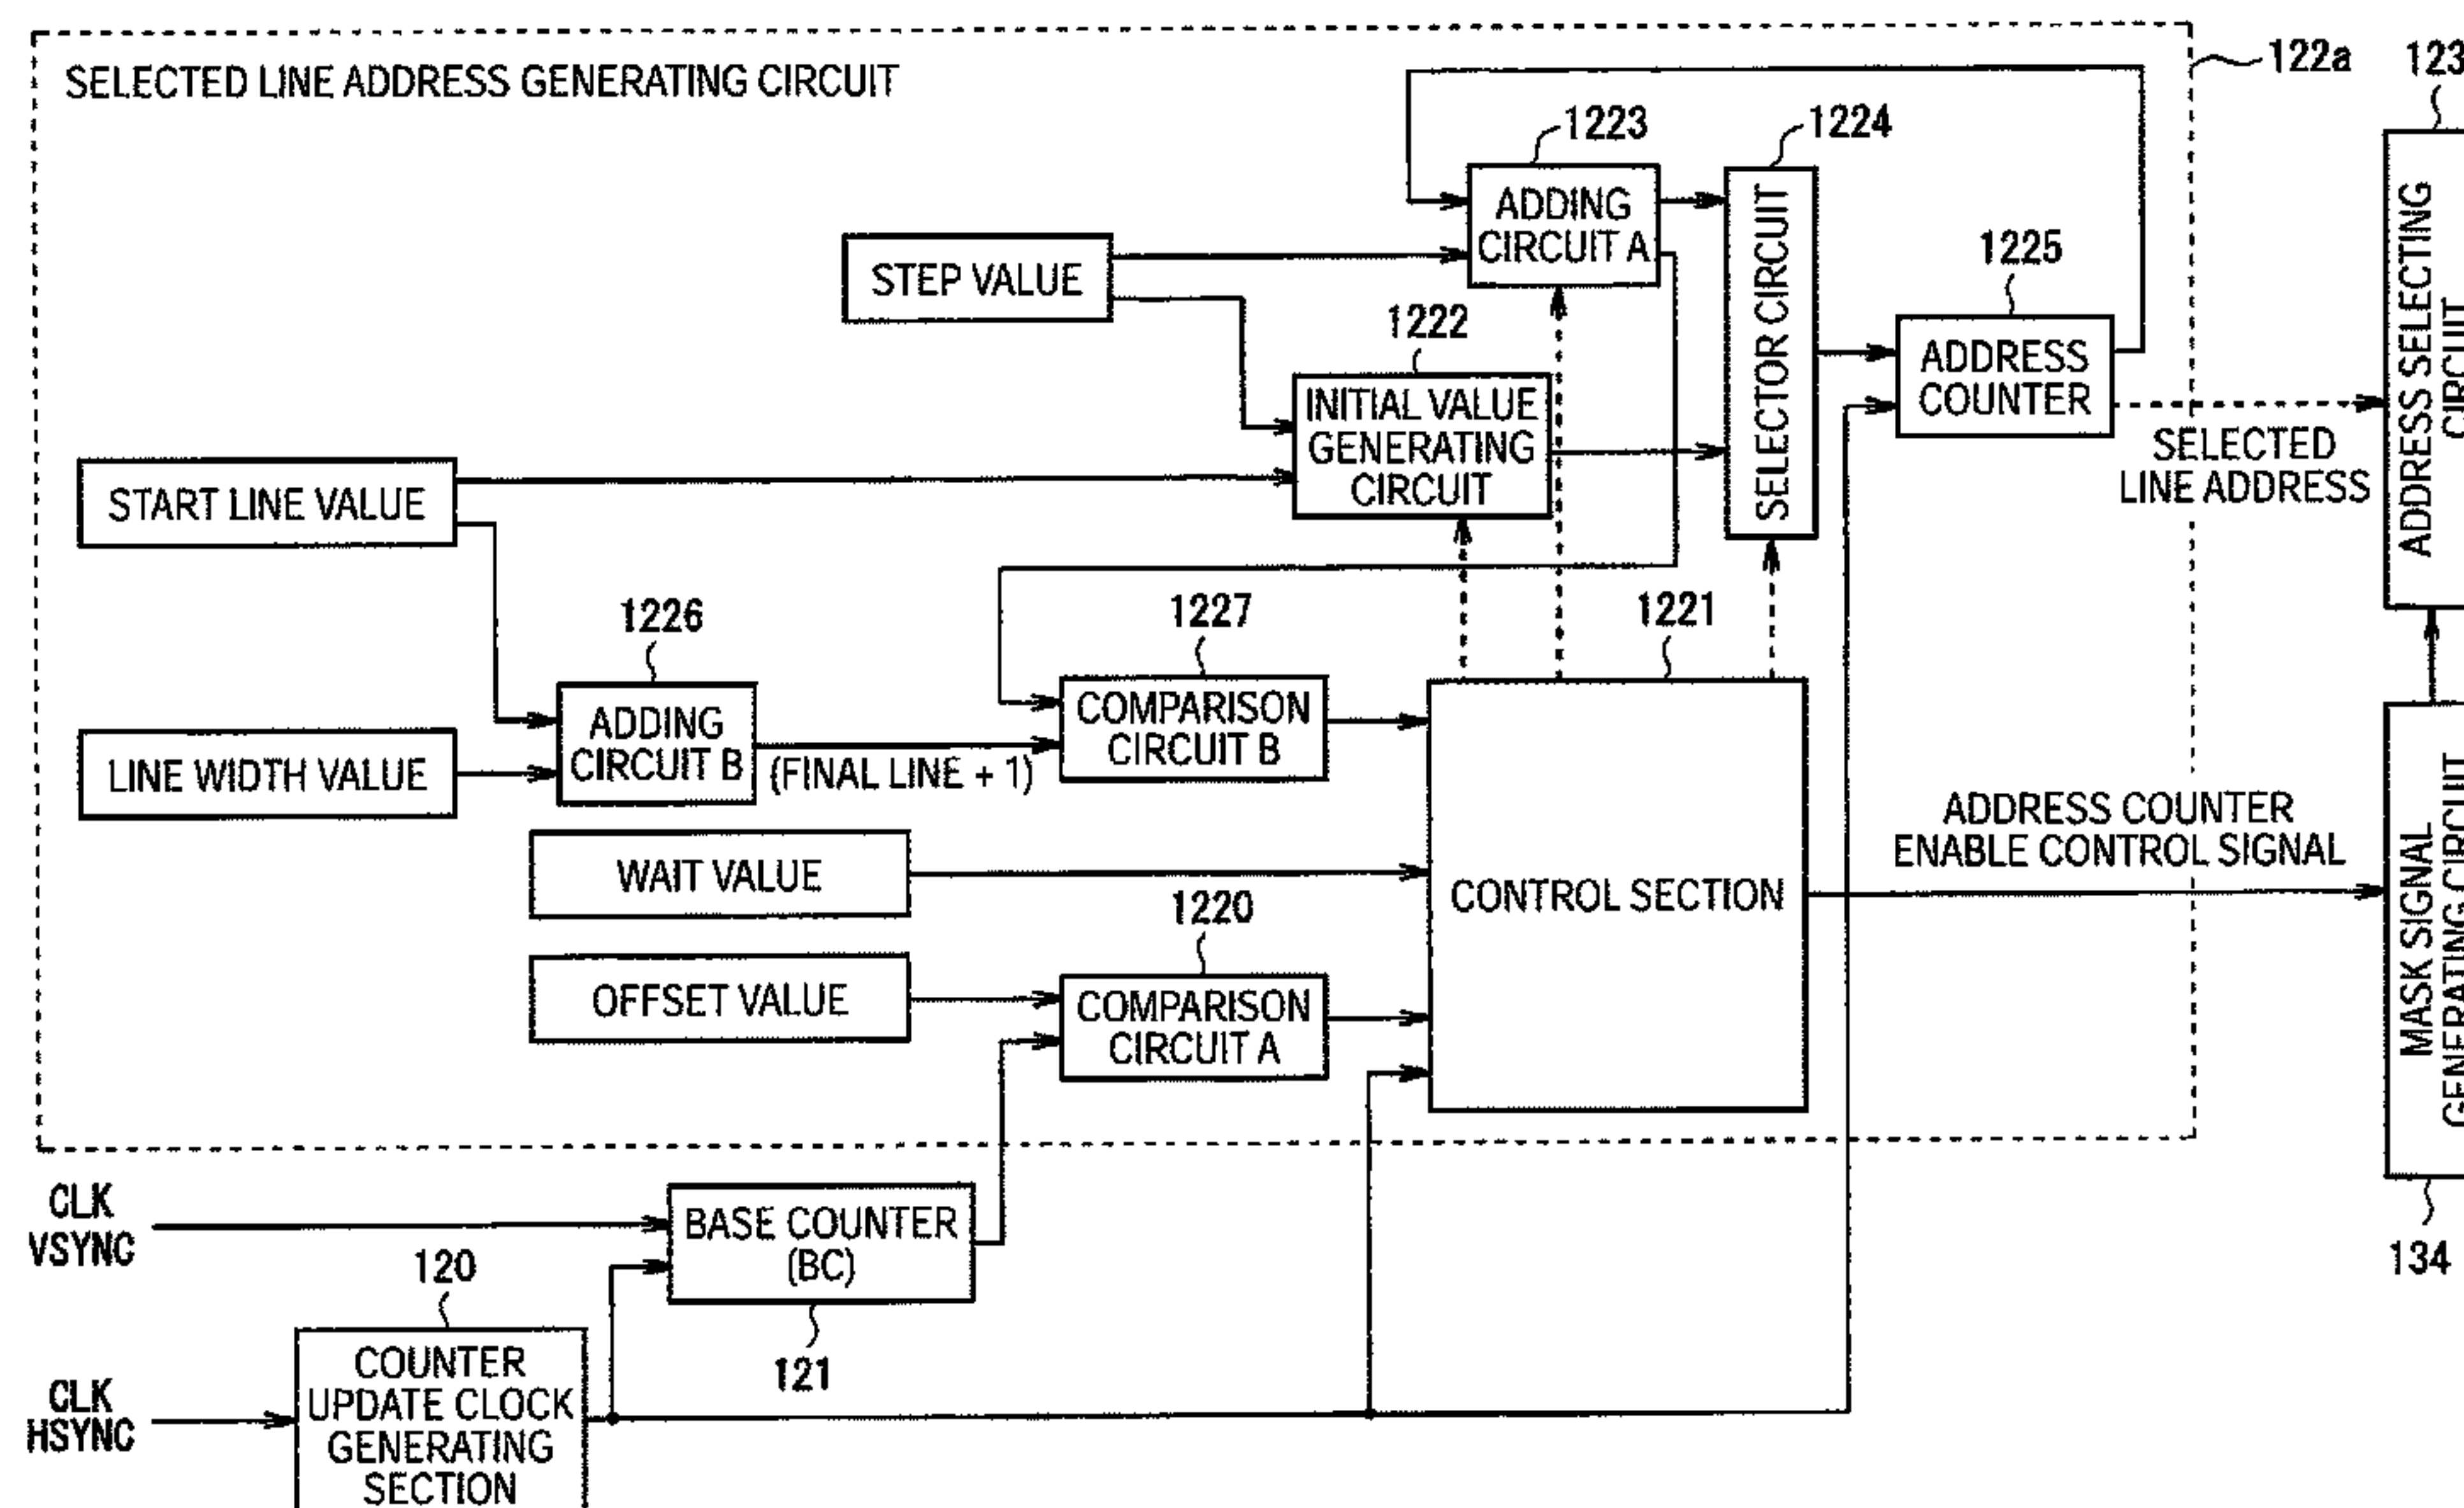 SELECTED LINE ADDRESS GENERATING CIRCUIT
122a
123
1223
1224
ADDING
CIRCUIT A
SELECTOR CIRCUIT
ADDRESS SELECTING
CIRCUIT
STEP VALUE
1225
1222
ADDRESS
COUNTER
INITIAL VALUE
GENERATING
CIRCUIT
SELECTED
LINE ADDRESS
START LINE VALUE
1226
1227
1221
ADDING
CIRCUIT B
COMPARISON
CIRCUIT B
LINE WIDTH VALUE
(FINAL LINE + 1)
ADDRESS COUNTER
ENABLE CONTROL SIGNAL
WAIT VALUE
CONTROL SECTION
MASK SIGNAL
GENERATING CIRCUIT
1220
OFFSET VALUE
COMPARISON
CIRCUIT A
CLK
VSYNC
BASE COUNTER
(BC)
134
120
121
COUNTER
UPDATE CLOCK
GENERATING
SECTION
CLK
HSYNC